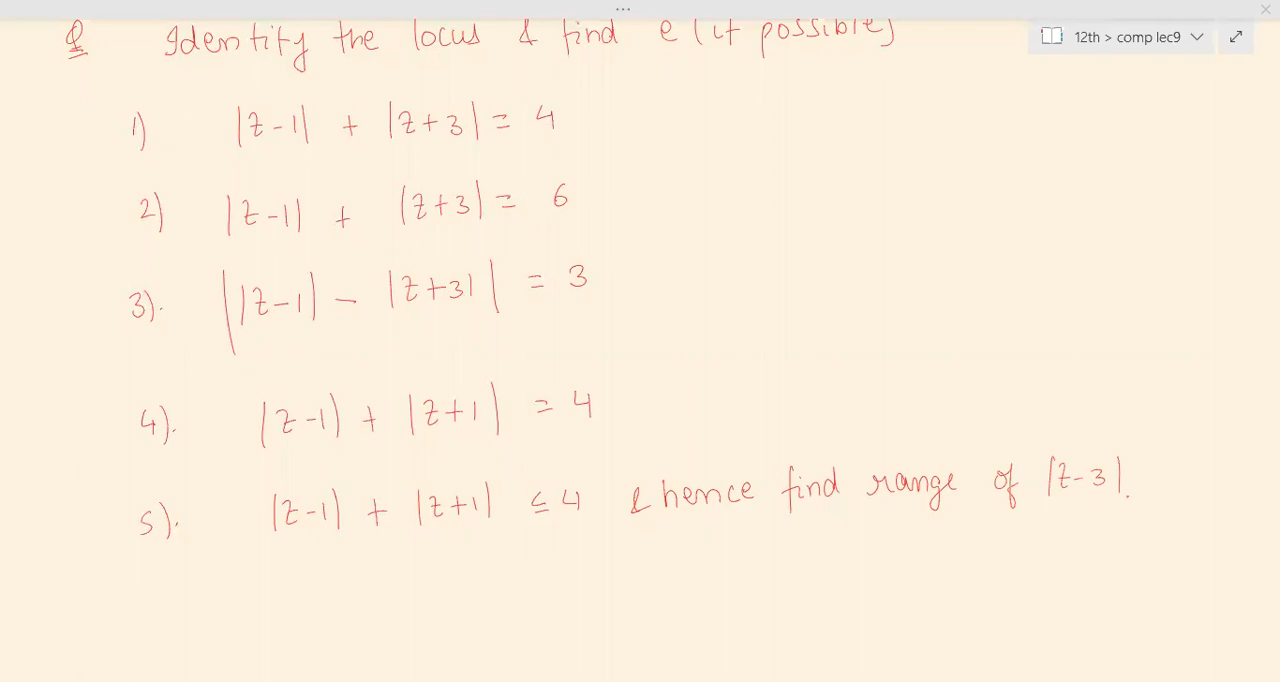 ...
12th > comp lec9
Q Identify the locus & find e (if possible)
1) |z-1| + |z+3| = 4
2) |z-1| + |z+3| = 6
3). ||z-1| - |z+3|| = 3
4). |z-1| + |z+1| = 4
5). |z-1| + |z+1| ≤ 4 & hence find range of |z-3|.